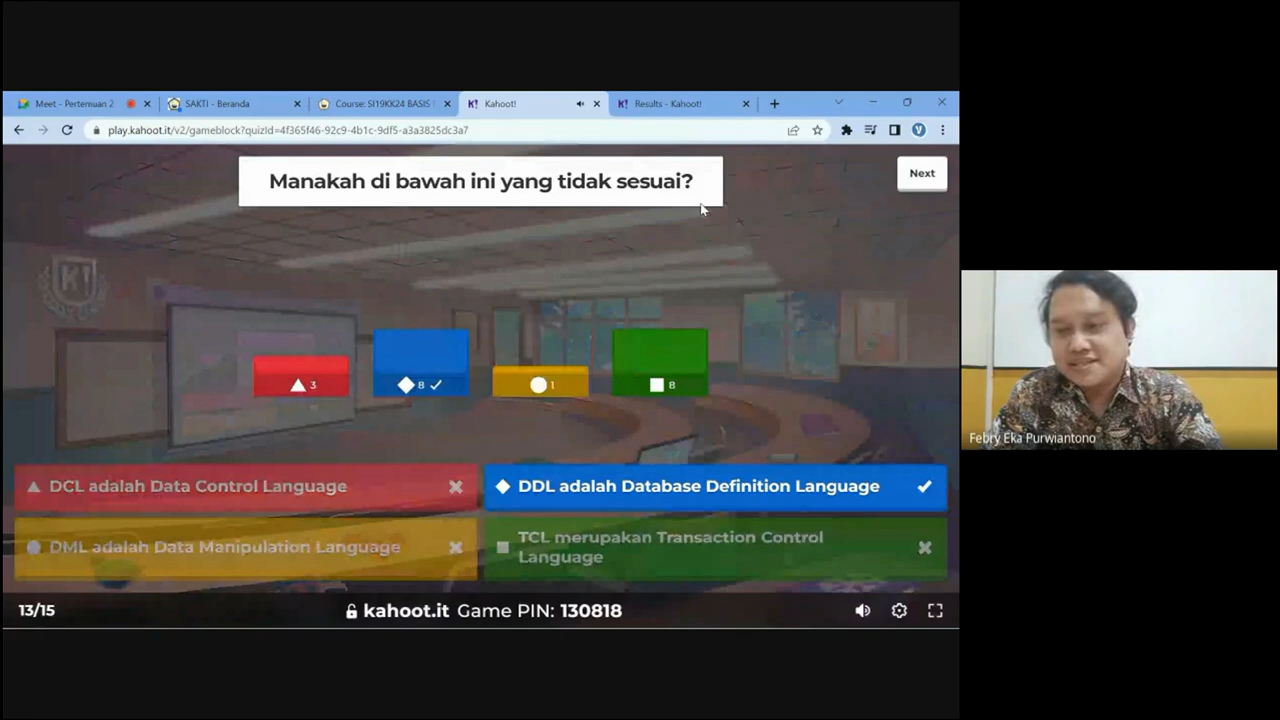 Meet - Pertemuan 2
SAKTI - Beranda
Course: SI19KK24 BASIS
Kahoot!
Results - Kahoot!
play.kahoot.it/v2/gameblock?quizId=4f365f46-92c9-4b1c-9df5-a3a3825dc3a7
Manakah di bawah ini yang tidak sesuai?
Next
K!
3
8
1
8
DCL adalah Data Control Language
DDL adalah Database Definition Language
DML adalah Data Manipulation Language
TCL merupakan Transaction Control
Language
13/15
kahoot.it Game PIN: 130818
Febry Eka Purwiantono